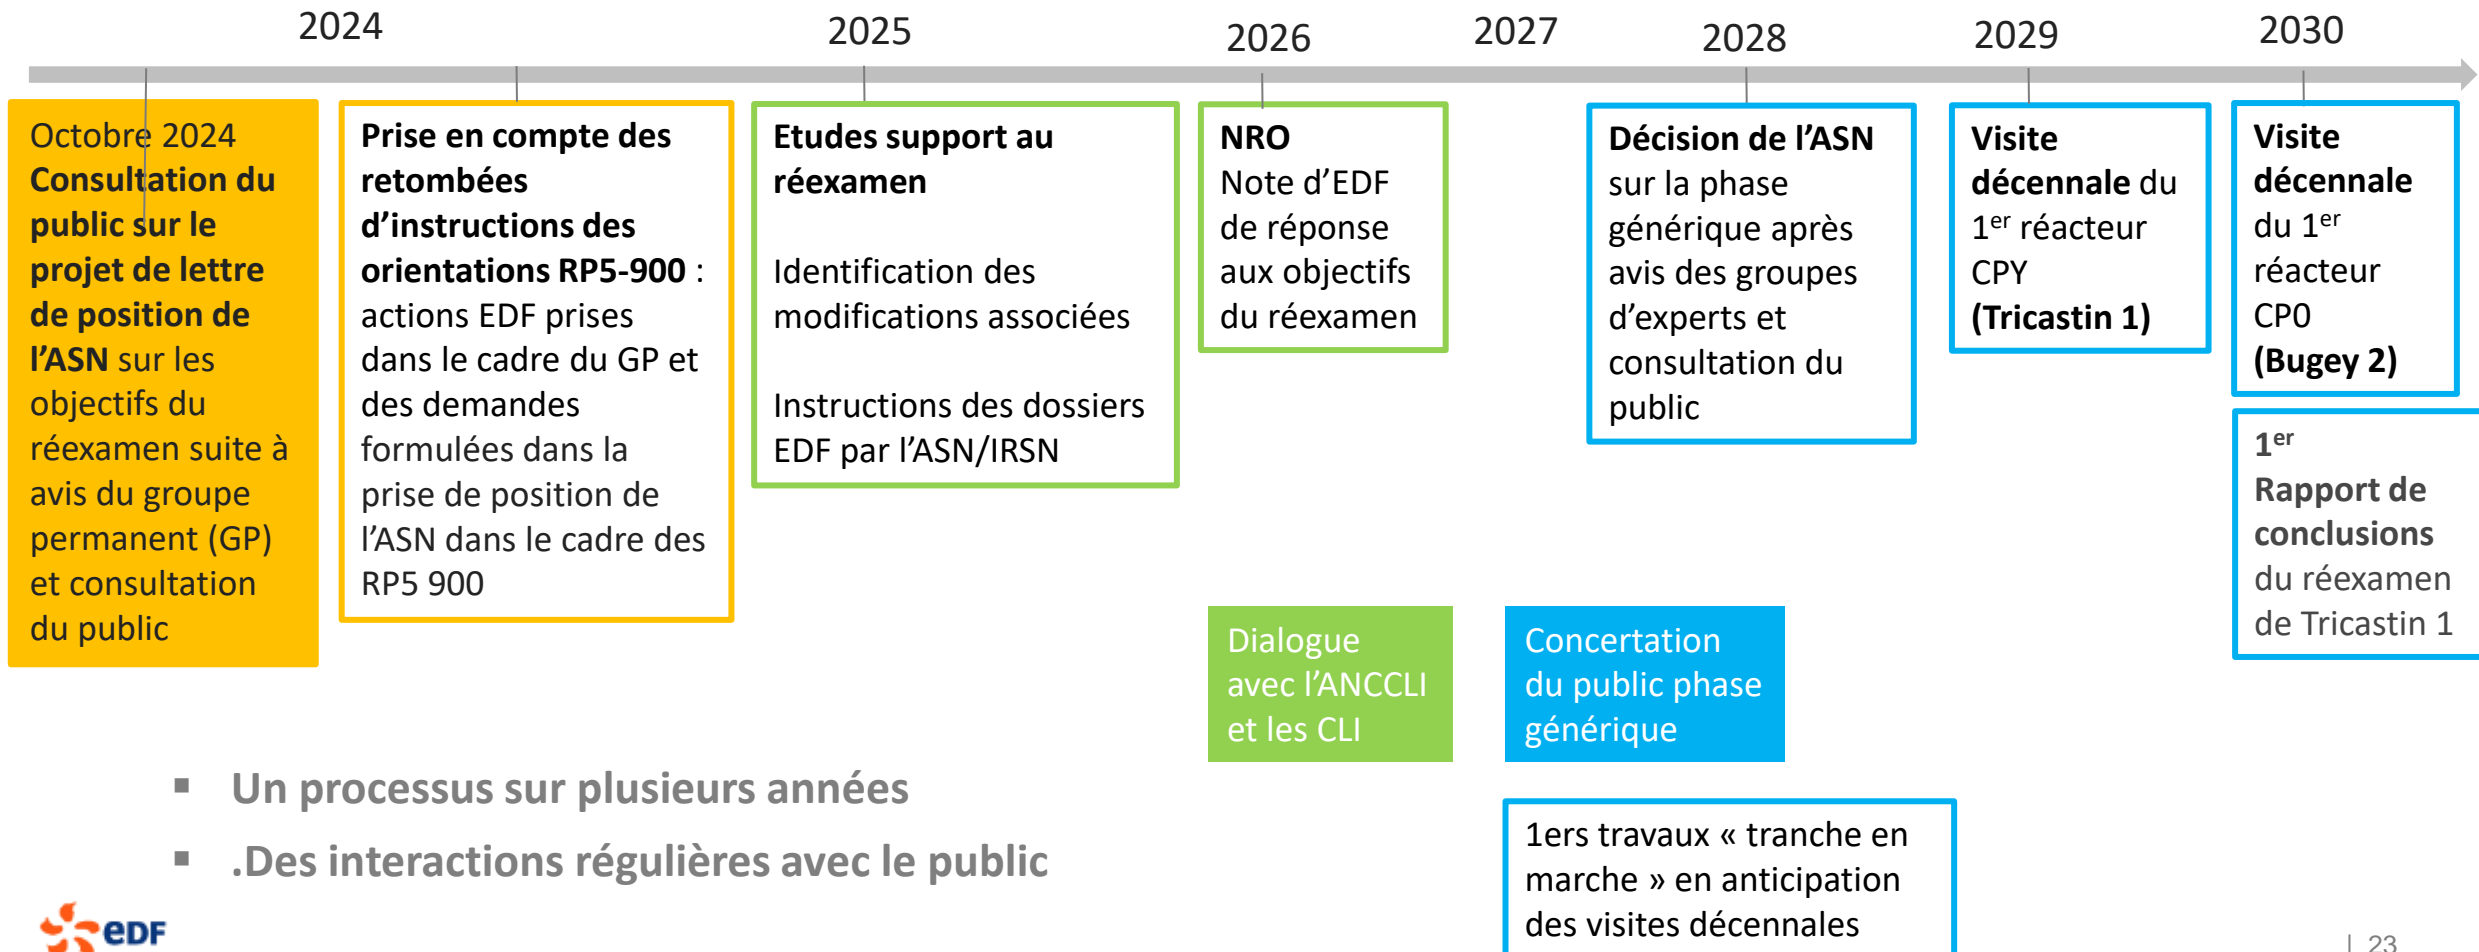 2024
2025
2026
2027
2028
2029
2030
Octobre 2024
Consultation du
public sur le
projet de lettre
de position de
l’ASN sur les
objectifs du
réexamen suite à
avis du groupe
permanent (GP)
et consultation
du public
Prise en compte des
retombées
d’instructions des
orientations RP5-900 :
actions EDF prises
dans le cadre du GP et
des demandes
formulées dans la
prise de position de
l’ASN dans le cadre des
RP5 900
Etudes support au
réexamen
Identification des
modifications associées
Instructions des dossiers
EDF par l’ASN/IRSN
NRO
Note d’EDF
de réponse
aux objectifs
du réexamen
Décision de l’ASN
sur la phase
générique après
avis des groupes
d’experts et
consultation du
public
Visite
décennale du
1er réacteur
CPY
(Tricastin 1)
Visite
décennale
du 1er
réacteur
CP0
(Bugey 2)
1er
Rapport de
conclusions
du réexamen
de Tricastin 1
Dialogue
avec l’ANCCLI
et les CLI
Concertation
du public phase
générique
1ers travaux « tranche en
marche » en anticipation
des visites décennales
▪ Un processus sur plusieurs années
▪ .Des interactions régulières avec le public
eDF
| 23